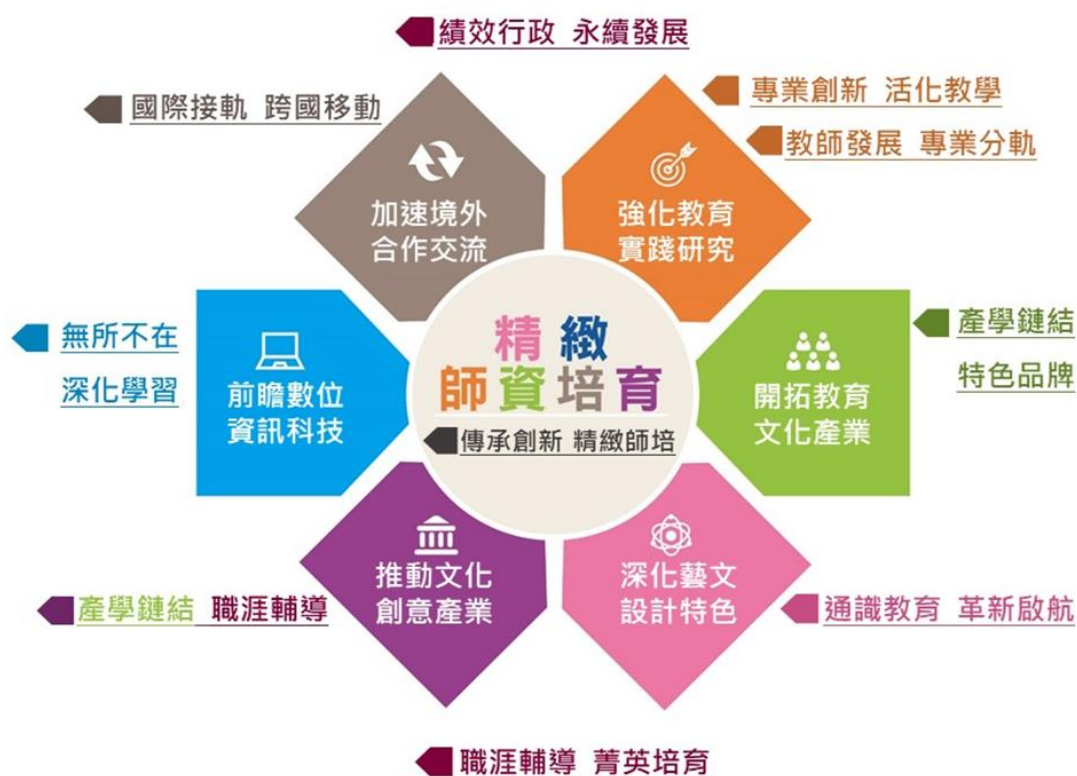 績效行政 永續發展
國際接軌 跨國移動
專業創新 活化教學
教師發展 專業分軌
加速境外
合作交流
強化教育
實踐研究
無所不在
深化學習
前瞻數位
資訊科技
精緻
師資培育
傳承創新 精緻師培
開拓教育
文化產業
產學鏈結
特色品牌
推動文化
創意產業
深化藝文
設計特色
產學鏈結 職涯輔導
通識教育 革新啟航
職涯輔導 菁英培育